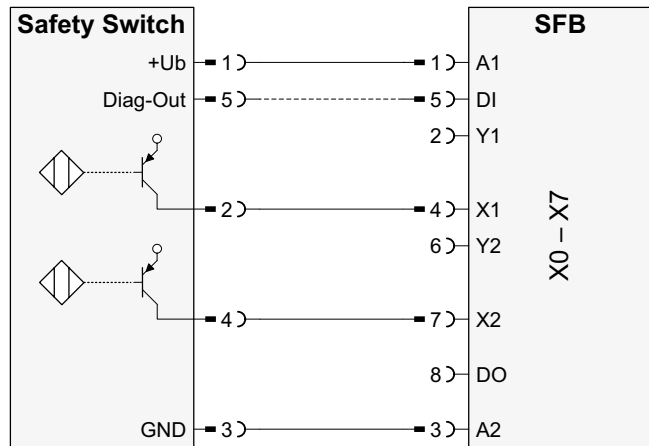 Safety Switch SFB
+Ub 1 1 A1
Diag-Out 5 5 DI
2 Y1
2 4 X1
6 Y2
X0 – X7
4 7 X2
8 DO
GND 3 3 A2